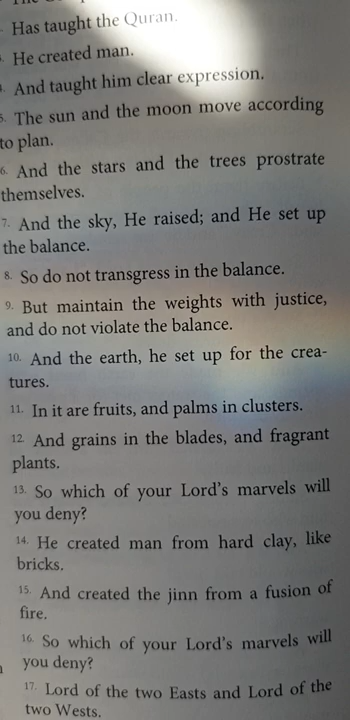 Has taught the Quran.
He created man.
And taught him clear expression.
5. The sun and the moon move according
to plan.
6. And the stars and the trees prostrate
themselves.
7. And the sky, He raised; and He set up
the balance.
8. So do not transgress in the balance.
9. But maintain the weights with justice,
and do not violate the balance.
10. And the earth, he set up for the crea-
tures.
11. In it are fruits, and palms in clusters.
12. And grains in the blades, and fragrant
plants.
13. So which of your Lord's marvels will
you deny?
14. He created man from hard clay, like
bricks.
15. And created the jinn from a fusion of
fire.
16. So which of your Lord's marvels will
you deny?
17. Lord of the two Easts and Lord of the
two Wests.